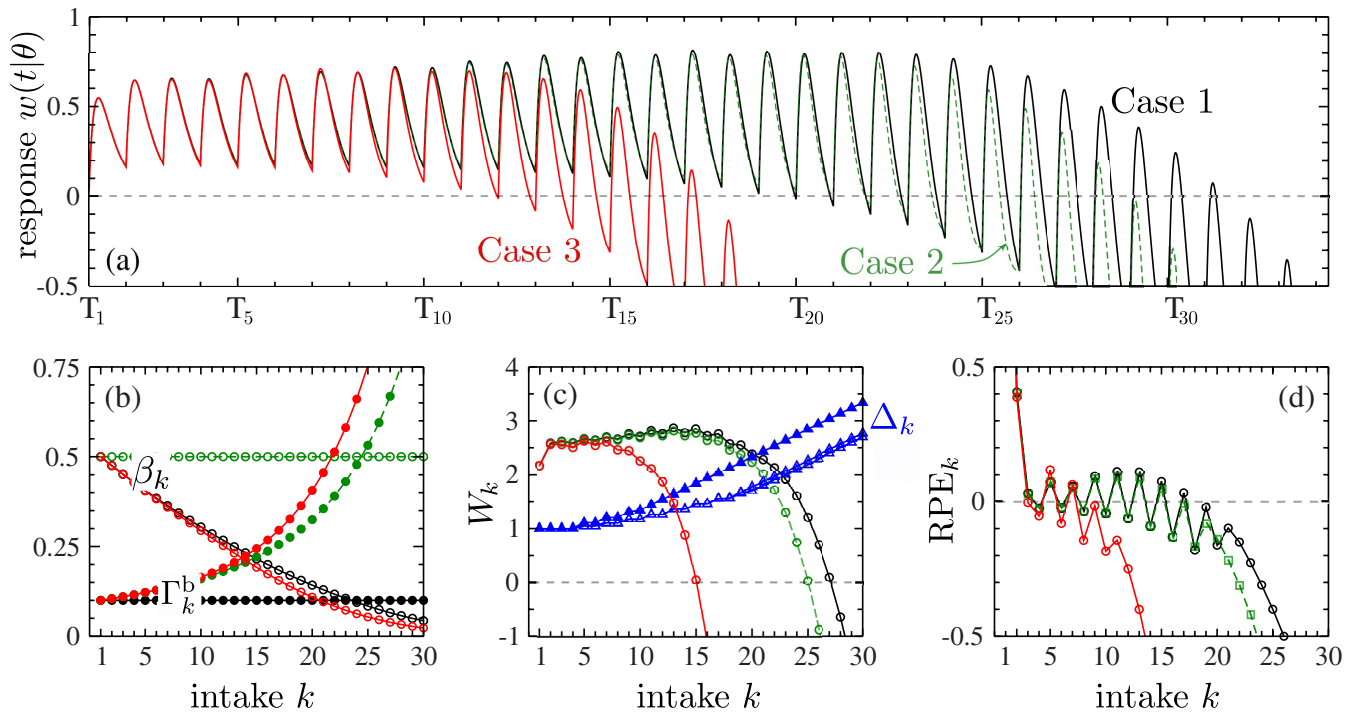 1
0.5
0
-0.5
response w(t|θ)
(a)
Case 1
Case 2
Case 3
T₁ T₅ T₁₀ T₁₅ T₂₀ T₂₅ T₃₀
0.75
0.5
0.25
0
(b)
βₖ
Γᵇₖ
1 5 10 15 20 25 30
intake k
4
3
2
1
0
-1
Wₖ
(c)
Δₖ
1 5 10 15 20 25 30
intake k
0.5
0
-0.5
RPEₖ
(d)
1 5 10 15 20 25 30
intake k